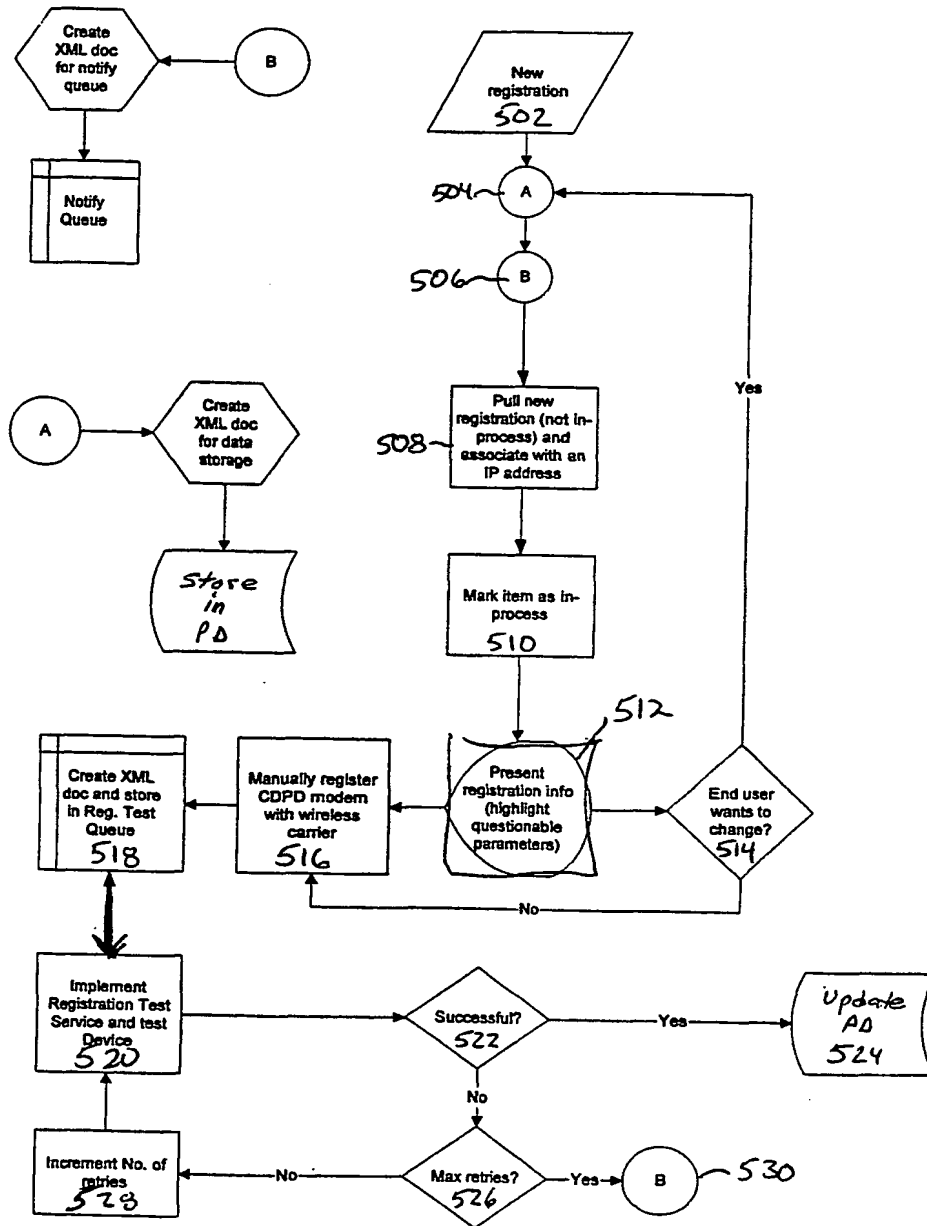 Create
XML doc
for notify
queue
B
Notify
Queue
New
registration
502
504
A
506
B
Yes
508
Pull new
registration (not in-
process) and
associate with an
IP address
A
Create
XML doc
for data
storage
Store
in
PD
Mark item as in-
process
510
512
Create XML
doc and store
in Reg. Test
Queue
518
Manually register
CDPD modem
with wireless
carrier
516
Present
registration info
(highlight
questionable
parameters)
End user
wants to
change?
514
No
Implement
Registration Test
Service and test
Device
520
Successful?
522
Yes
Update
PD
524
No
Increment No. of
retries
528
No
Max retries?
526
Yes
B
530